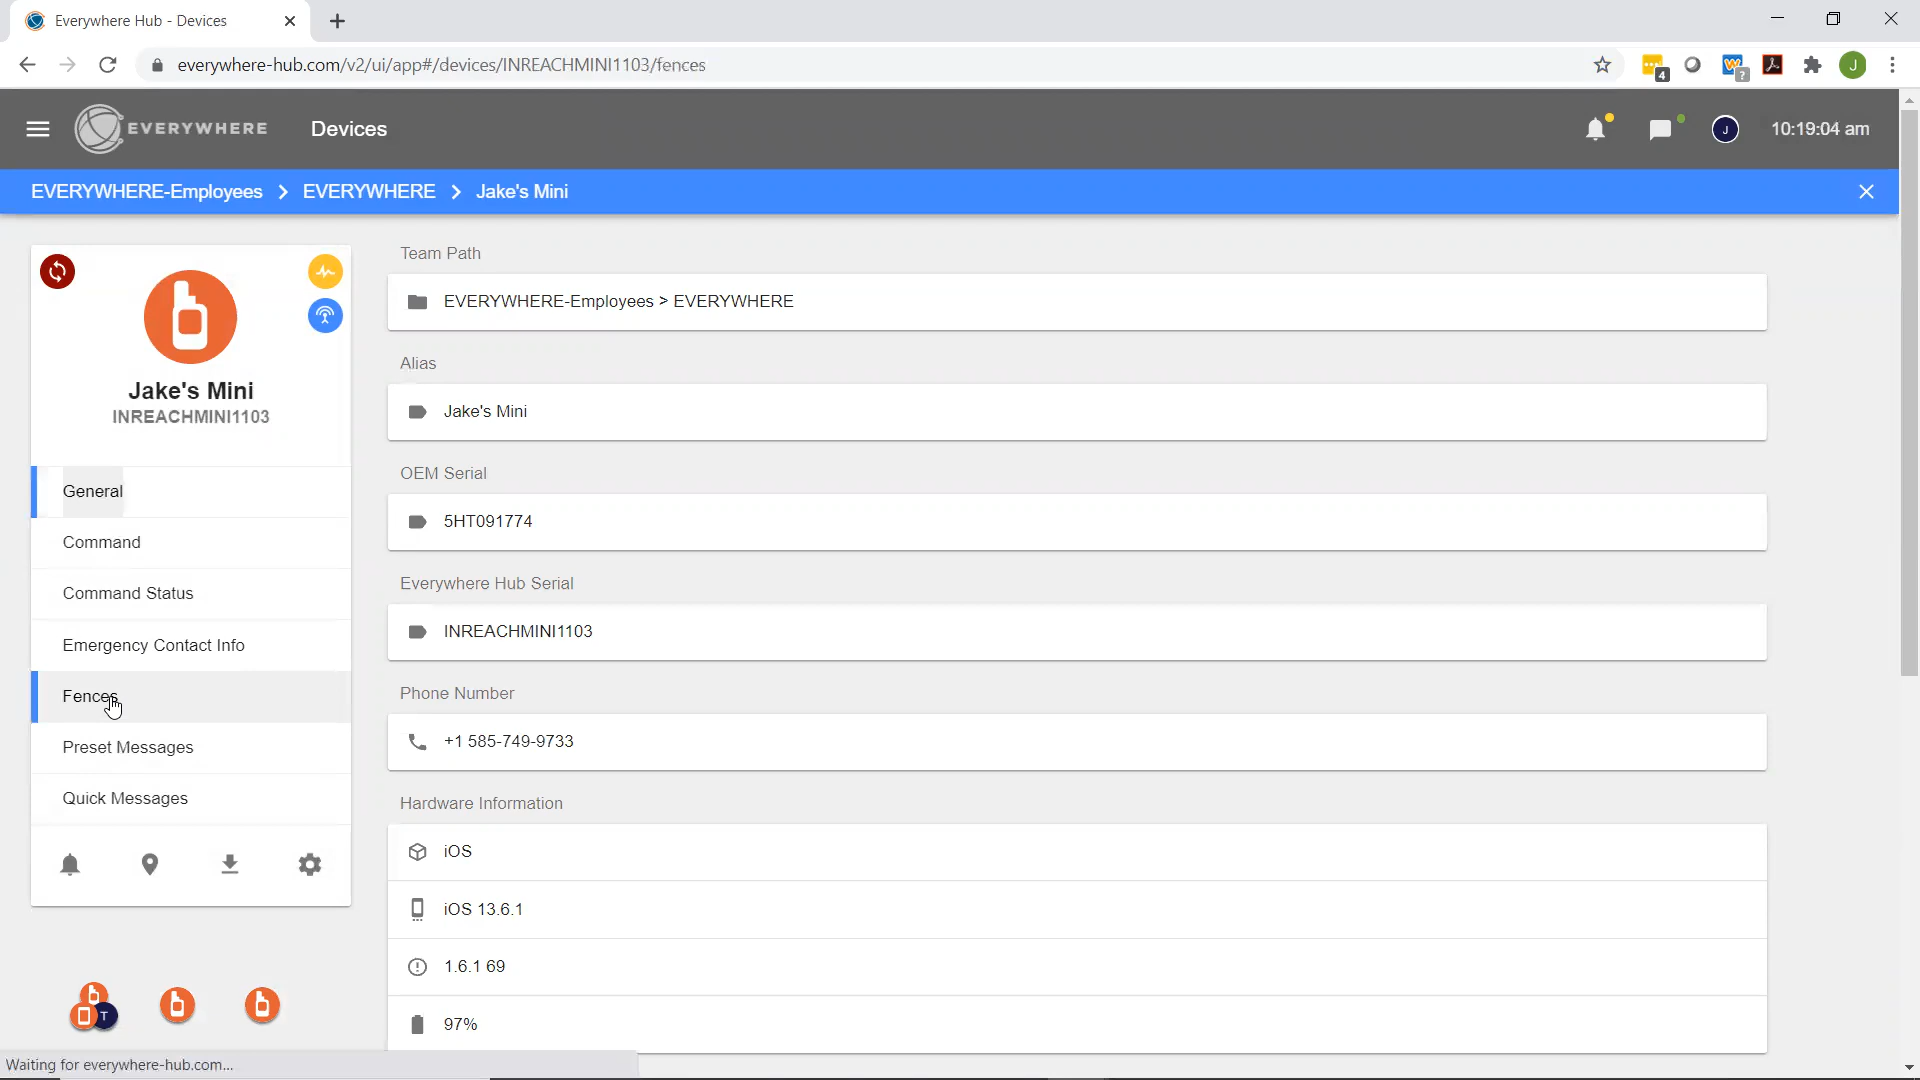 Everywhere Hub - Devices
everywhere-hub.com/v2/ui/app#/devices/INREACHMINI1103/fences
4
?
J
EVERYWHERE
Devices
J
10:19:04 am
EVERYWHERE-Employees > EVERYWHERE > Jake's Mini
Jake's Mini
INREACHMINI1103
General
Command
Command Status
Emergency Contact Info
Fences
Preset Messages
Quick Messages
T
Team Path
EVERYWHERE-Employees > EVERYWHERE
Alias
Jake's Mini
OEM Serial
5HT091774
Everywhere Hub Serial
INREACHMINI1103
Phone Number
+1 585-749-9733
Hardware Information
iOS
iOS 13.6.1
1.6.1 69
97%
Waiting for everywhere-hub.com...